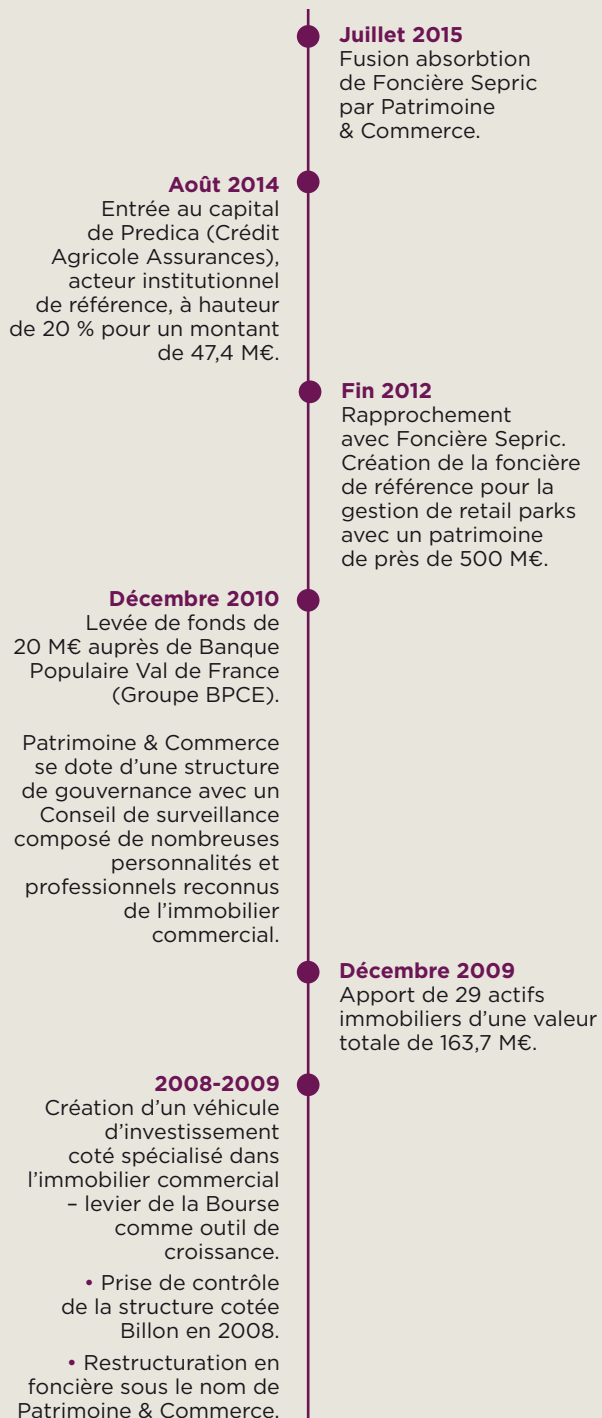 Juillet 2015
Fusion absorbtion
de Foncière Sepric
par Patrimoine
& Commerce.
Août 2014
Entrée au capital
de Predica (Crédit
Agricole Assurances),
acteur institutionnel
de référence, à hauteur
de 20 % pour un montant
de 47,4 M€.
Fin 2012
Rapprochement
avec Foncière Sepric.
Création de la foncière
de référence pour la
gestion de retail parks
avec un patrimoine
de près de 500 M€.
Décembre 2010
Levée de fonds de
20 M€ auprès de Banque
Populaire Val de France
(Groupe BPCE).
Patrimoine & Commerce
se dote d’une structure
de gouvernance avec un
Conseil de surveillance
composé de nombreuses
personnalités et
professionnels reconnus
de l’immobilier
commercial.
Décembre 2009
Apport de 29 actifs
immobiliers d’une valeur
totale de 163,7 M€.
2008-2009
Création d’un véhicule
d’investissement
coté spécialisé dans
l’immobilier commercial
– levier de la Bourse
comme outil de
croissance.
• Prise de contrôle
de la structure cotée
Billon en 2008.
• Restructuration en
foncière sous le nom de
Patrimoine & Commerce.